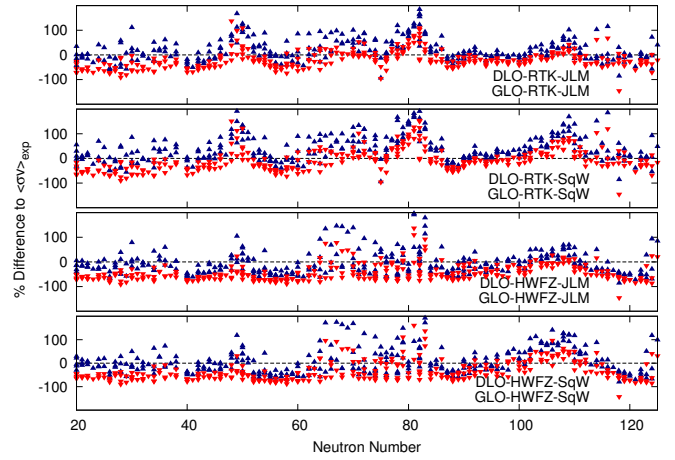 100
0
-100
DLO-RTK-JLM
GLO-RTK-JLM
100
0
-100
DLO-RTK-SqW
GLO-RTK-SqW
100
0
-100
DLO-HWFZ-JLM
GLO-HWFZ-JLM
100
0
-100
DLO-HWFZ-SqW
GLO-HWFZ-SqW
% Difference to <σv>exp
20 40 60 80 100 120
Neutron Number